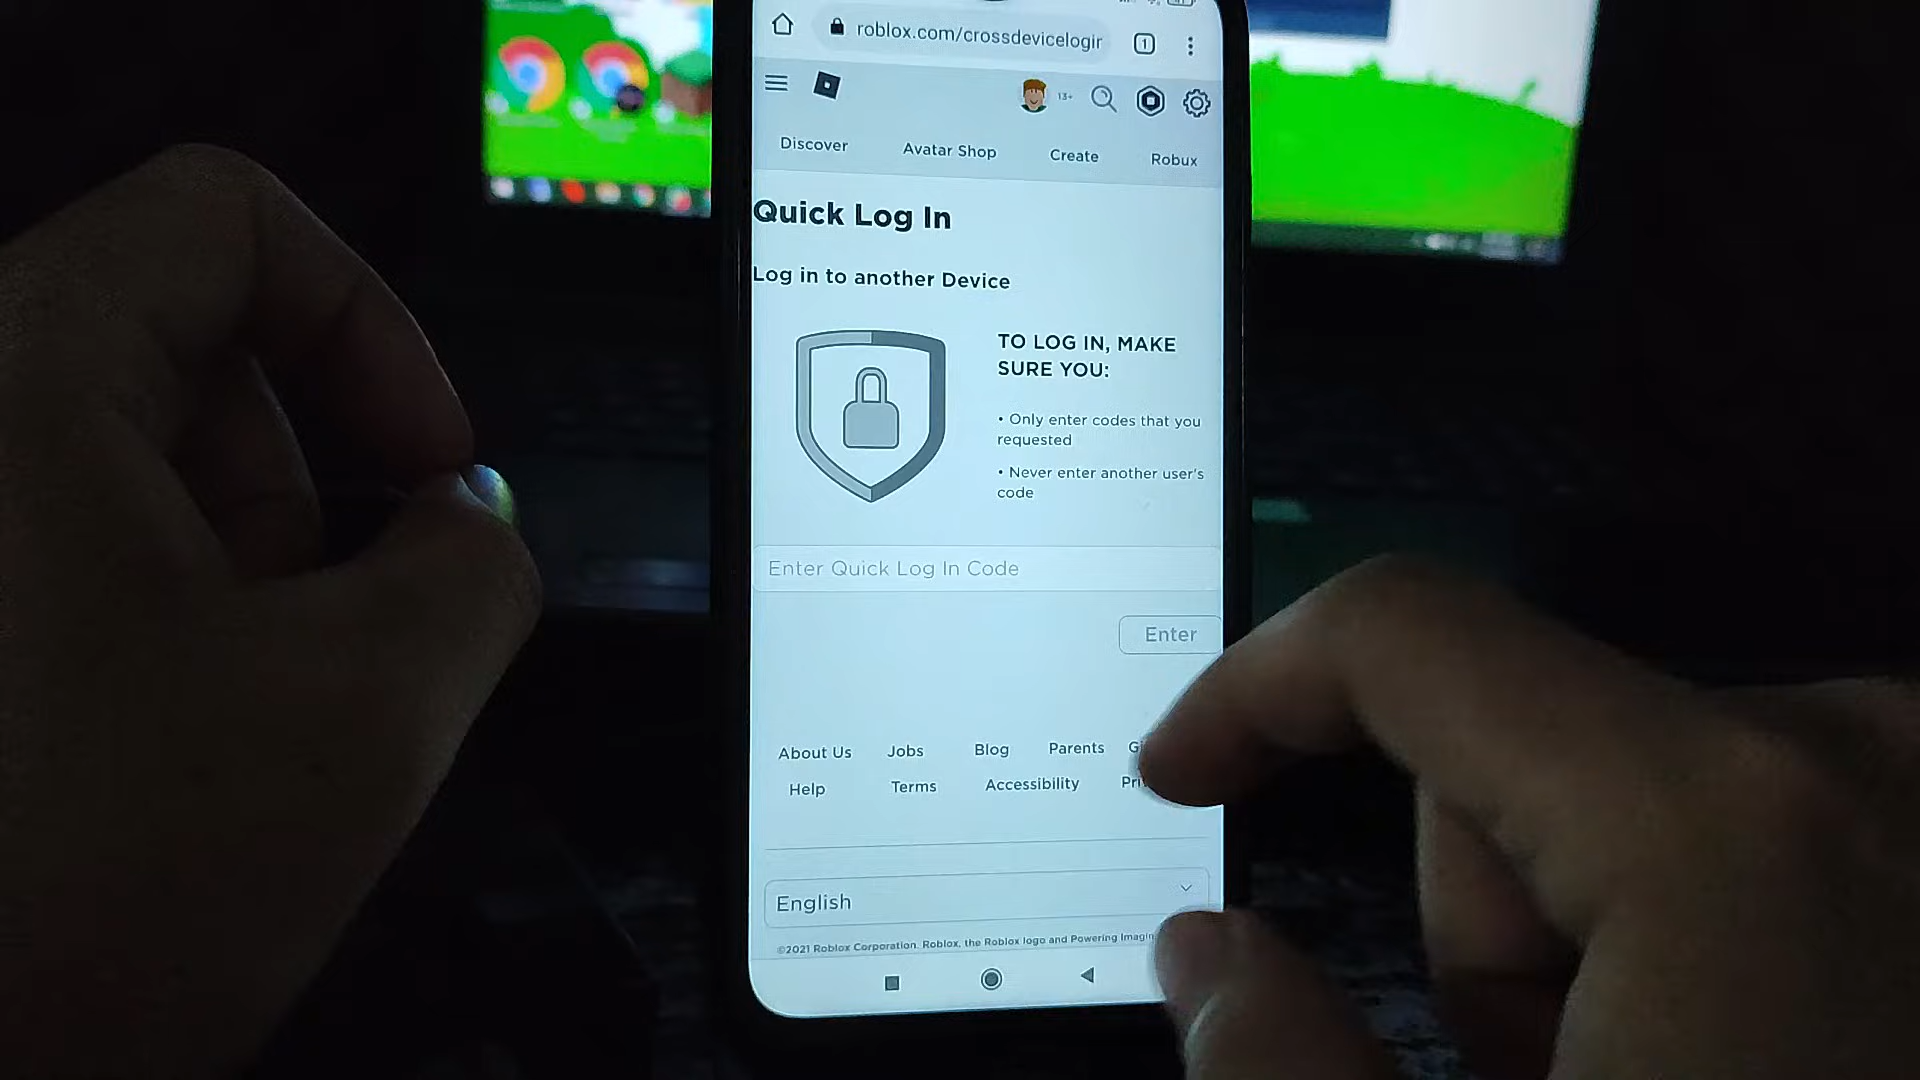 roblox.com/crossdevicelogir
1
13+
Discover Avatar Shop Create Robux
Quick Log In
Log in to another Device
TO LOG IN, MAKE
SURE YOU:
• Only enter codes that you
requested
• Never enter another user's
code
Enter Quick Log In Code
Enter
About Us Jobs Blog Parents
Help Terms Accessibility
English
©2021 Roblox Corporation. Roblox, the Roblox logo and Powering Imagin